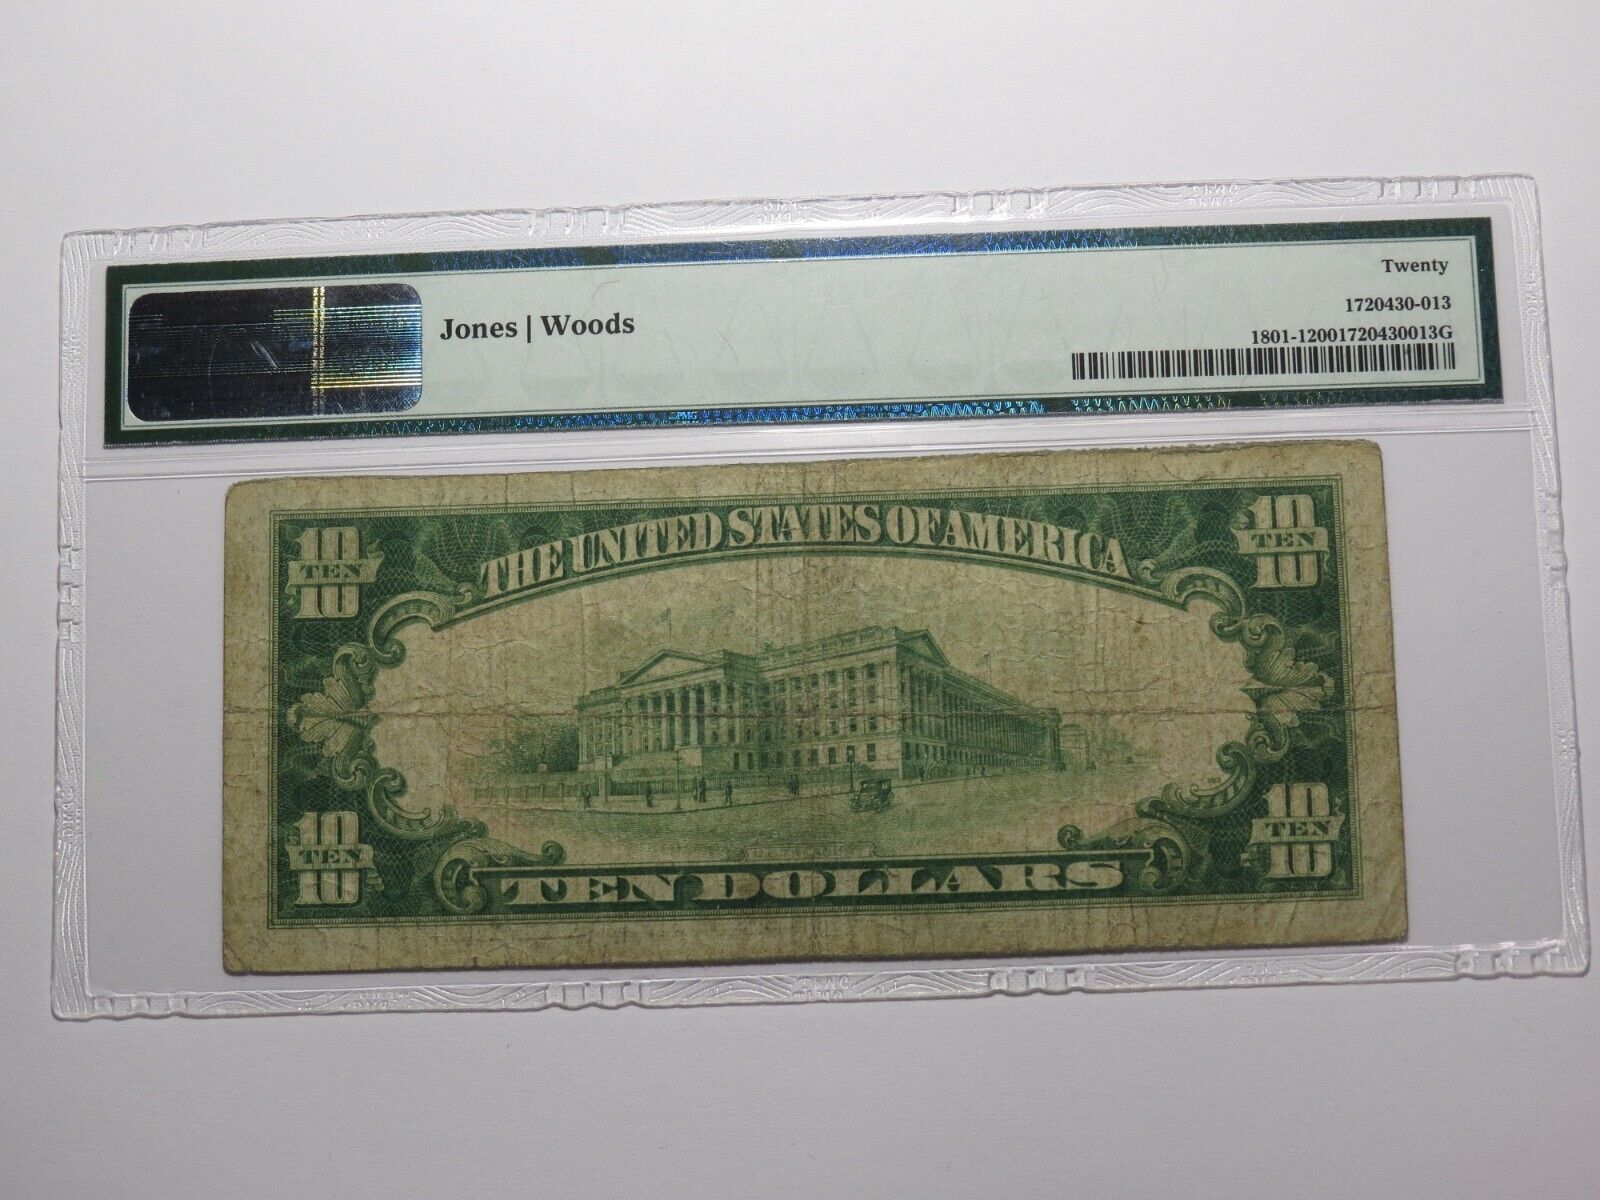 Twenty
1720430-013
Jones | Woods
1801-12001720430013G
PMG
THE UNITED STATES OF AMERICA
10 TEN 10
10 TEN 10
10 TEN 10
10 TEN 10
TEN DOLLARS